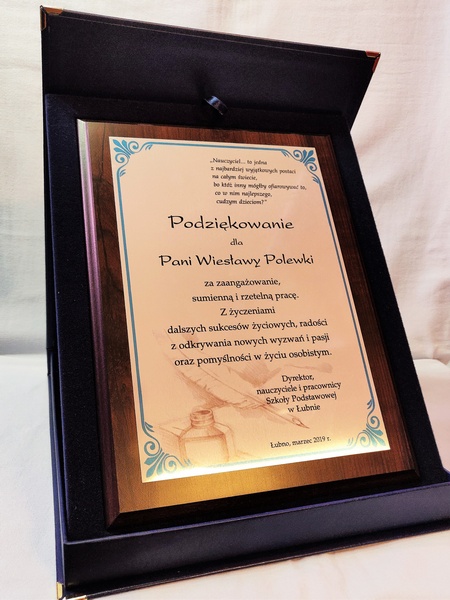 „Nauczyciel... to jedna
z najbardziej wyjątkowych postaci
na całym świecie,
bo któż inny mógłby ofiarowywać to,
co w nim najlepszego,
cudzym dzieciom?"
Podziękowanie
dla
Pani Wiesławy Polewki
za zaangażowanie,
sumienną i rzetelną pracę.
Z życzeniami
dalszych sukcesów życiowych, radości
z odkrywania nowych wyzwań i pasji
oraz pomyślności w życiu osobistym.
Dyrektor,
nauczyciele i pracownicy
Szkoły Podstawowej
w Łubnie
Łubno, marzec 2019 r.